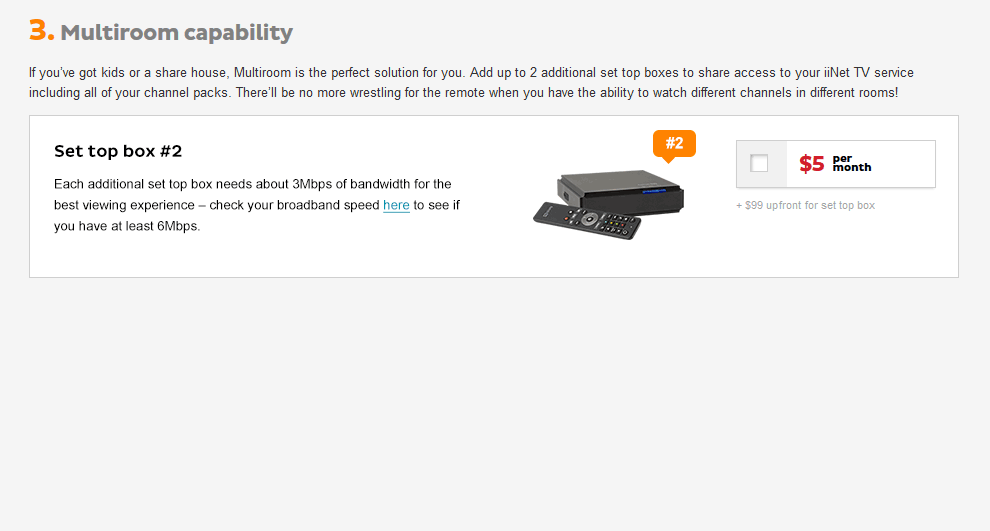 3. Multiroom capability
If you've got kids or a share house, Multiroom is the perfect solution for you. Add up to 2 additional set top boxes to share access to your iiNet TV service
including all of your channel packs. There'll be no more wrestling for the remote when you have the ability to watch different channels in different rooms!
#2
Set top box #2
Each additional set top box needs about 3Mbps of bandwidth for the
best viewing experience – check your broadband speed here to see if
you have at least 6Mbps.
$5 per
month
+ $99 upfront for set top box